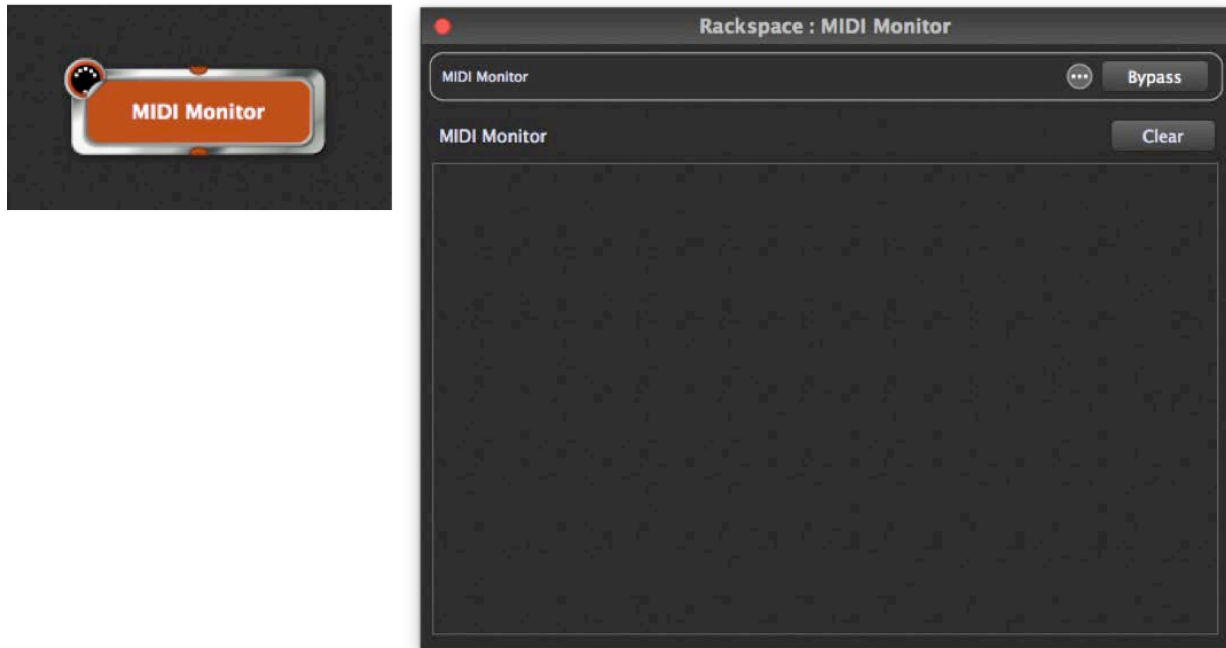 MIDI Monitor
Rackspace : MIDI Monitor
MIDI Monitor
Bypass
MIDI Monitor
Clear